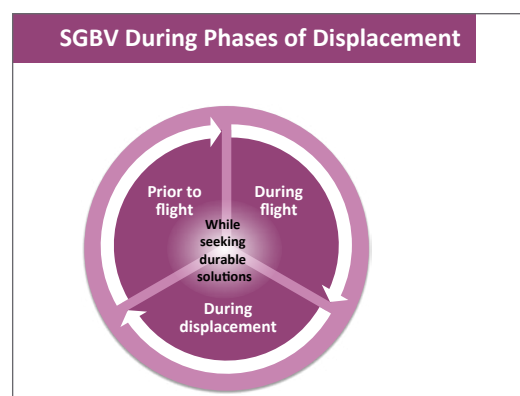 SGBV During Phases of Displacement
Prior to
flight
During
flight
While
seeking
durable
solutions
During
displacement